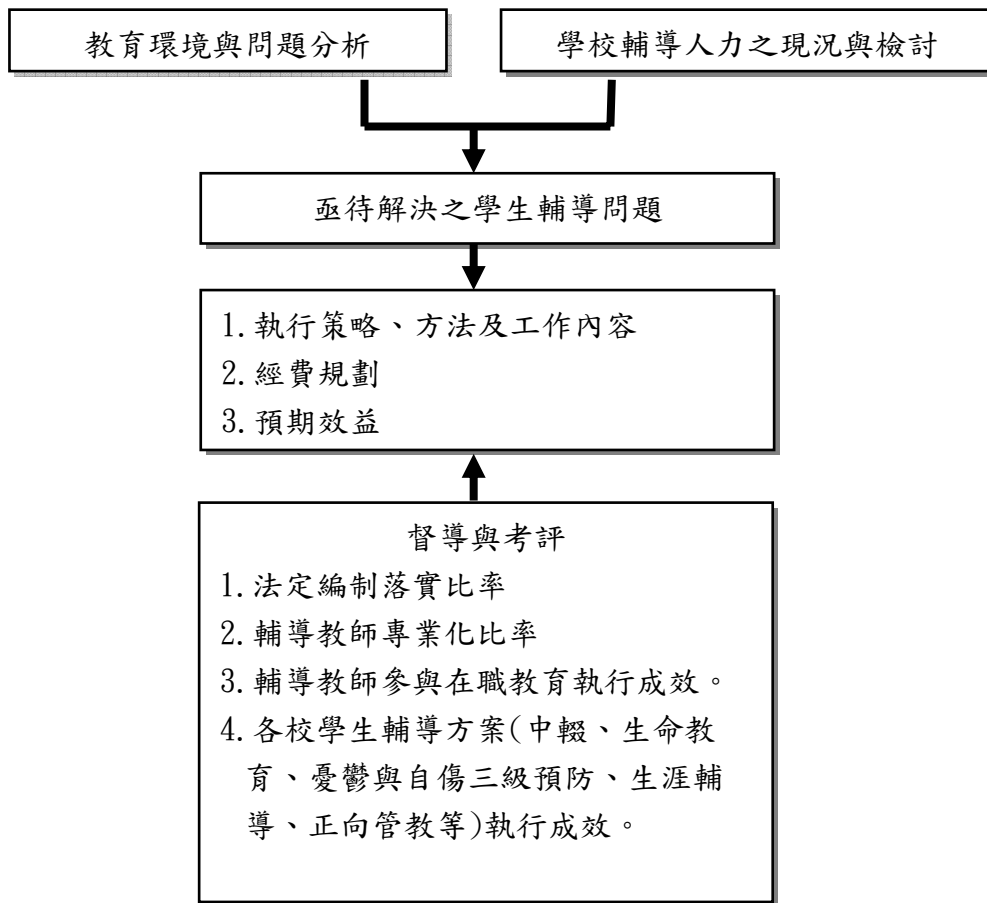 教育環境與問題分析
學校輔導人力之現況與檢討
亟待解決之學生輔導問題
1.執行策略、方法及工作內容
2.經費規劃
3.預期效益
督導與考評
1.法定編制落實比率
2.輔導教師專業化比率
3.輔導教師參與在職教育執行成效。
4.各校學生輔導方案(中輟、生命教
育、憂鬱與自傷三級預防、生涯輔
導、正向管教等)執行成效。